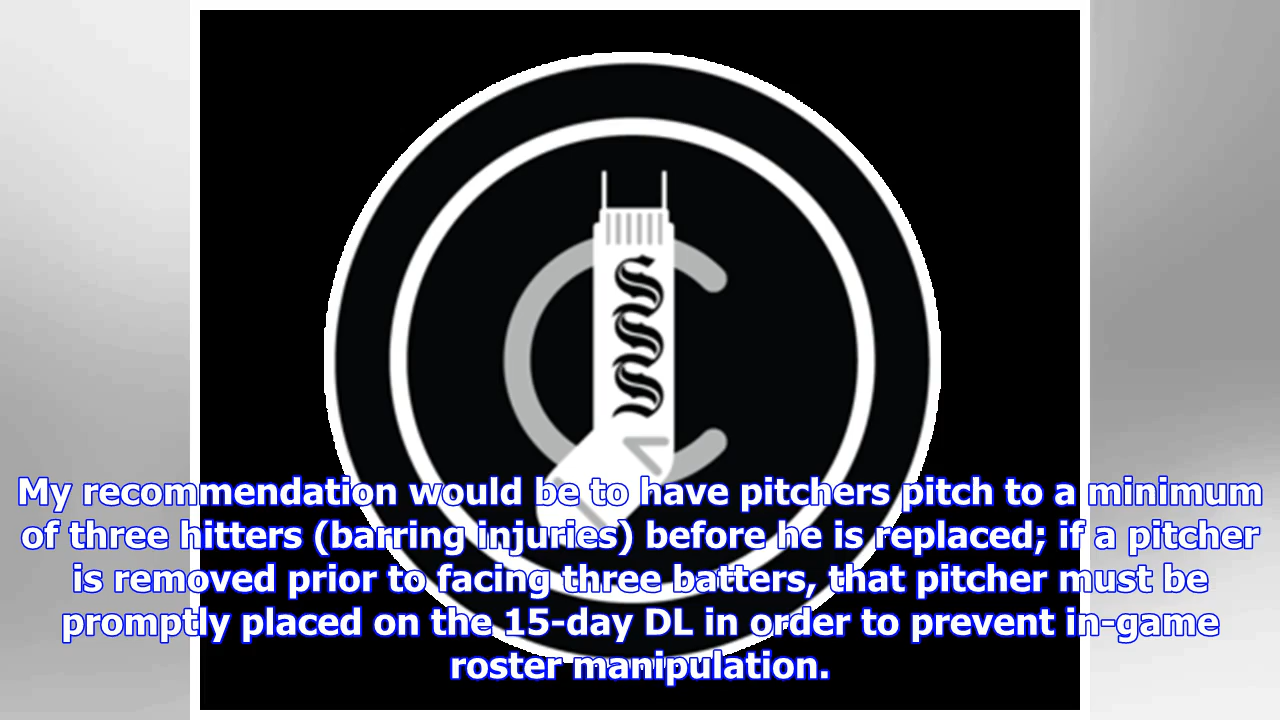 S
S
S
My recommendation would be to have pitchers pitch to a minimum
of three hitters (barring injuries) before he is replaced; if a pitcher
is removed prior to facing three batters, that pitcher must be
promptly placed on the 15-day DL in order to prevent in-game
roster manipulation.